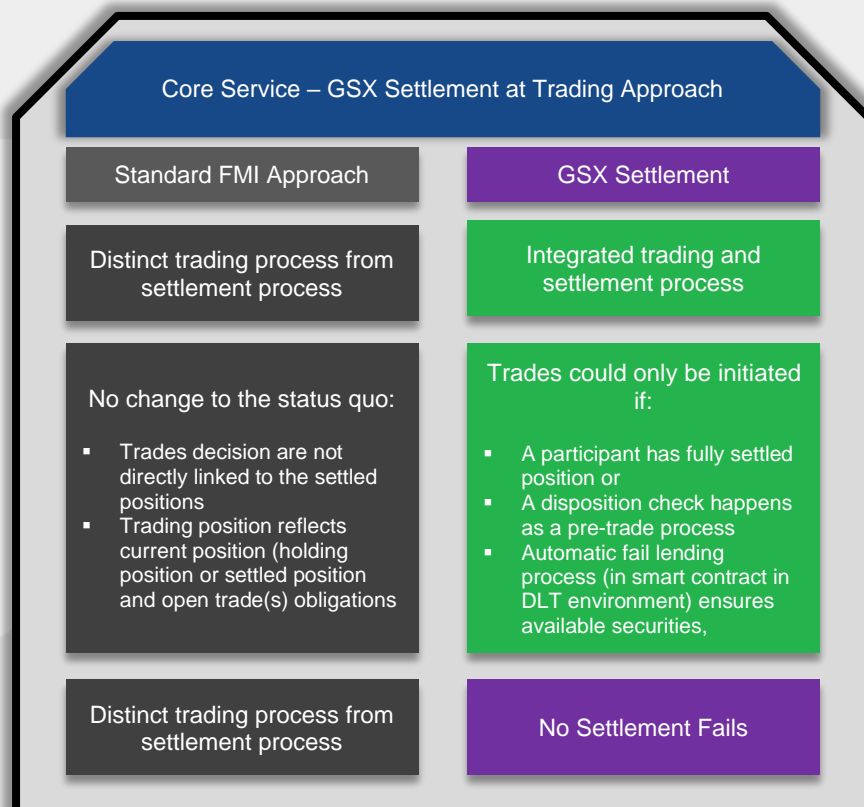 Core Service – GSX Settlement at Trading Approach
Standard FMI Approach
GSX Settlement
Distinct trading process from
settlement process
Integrated trading and
settlement process
No change to the status quo:
▪ Trades decision are not
directly linked to the settled
positions
▪ Trading position reflects
current position (holding
position or settled position
and open trade(s) obligations
Trades could only be initiated
if:
▪ A participant has fully settled
position or
▪ A disposition check happens
as a pre-trade process
▪ Automatic fail lending
process (in smart contract in
DLT environment) ensures
available securities,
Distinct trading process from
settlement process
No Settlement Fails